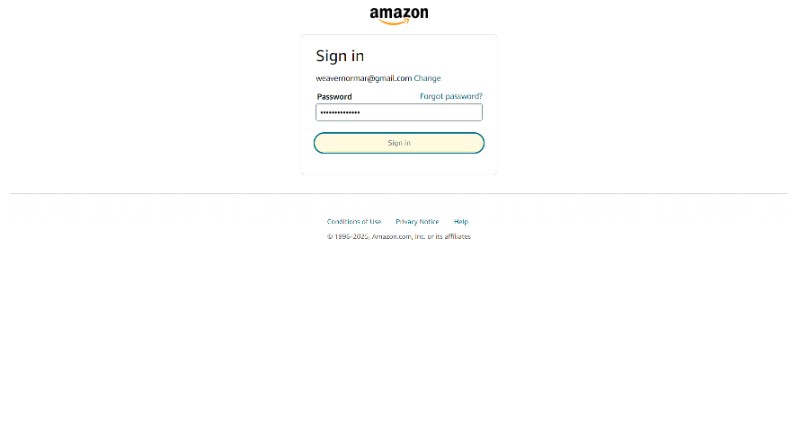 amazon
Sign in
weavernormar@gmail.com Change
Password Forgot password?
Sign in
Conditions of Use Privacy Notice Help
© 1996-2025, Amazon.com, Inc. or its affiliates